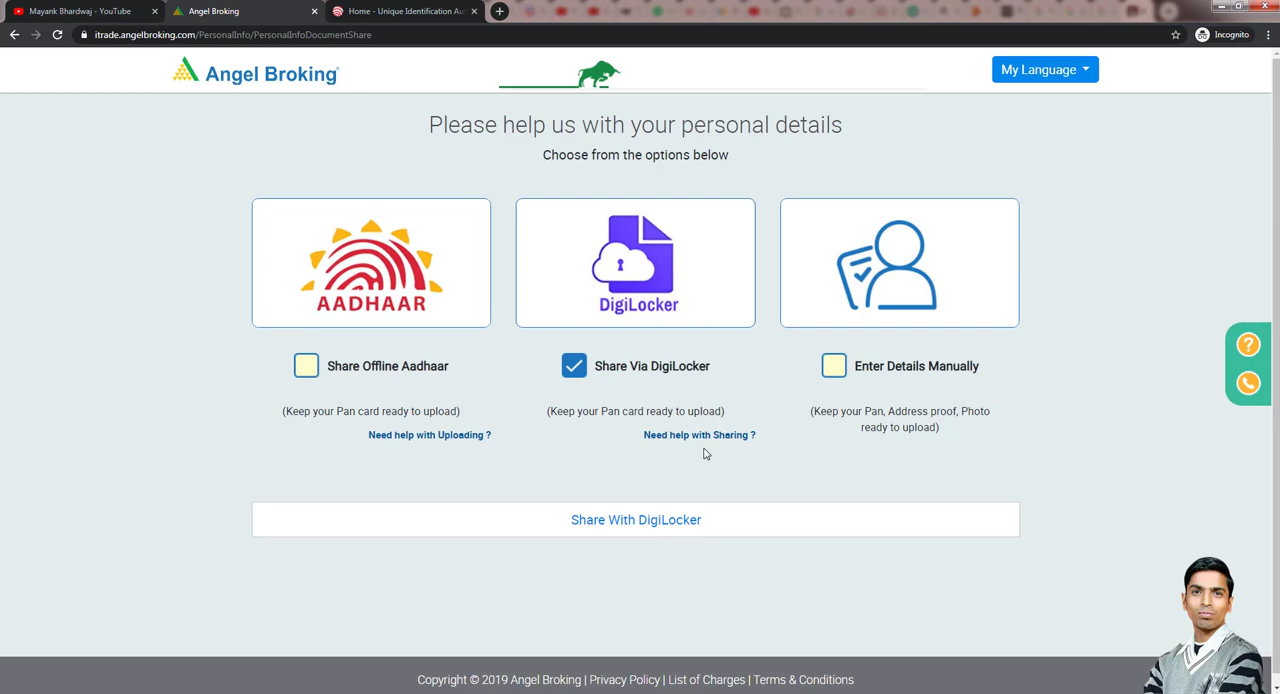 Mayank Bhardwaj - YouTube
Angel Broking
Home - Unique Identification Au
itrade.angelbroking.com/PersonalInfo/PersonalInfoDocumentShare
Incognito
Angel Broking
My Language
Please help us with your personal details
Choose from the options below
AADHAAR
DigiLocker
Share Offline Aadhaar
Share Via DigiLocker
Enter Details Manually
(Keep your Pan card ready to upload)
(Keep your Pan card ready to upload)
(Keep your Pan, Address proof, Photo
ready to upload)
Need help with Uploading ?
Need help with Sharing ?
Share With DigiLocker
Copyright © 2019 Angel Broking | Privacy Policy | List of Charges | Terms & Conditions